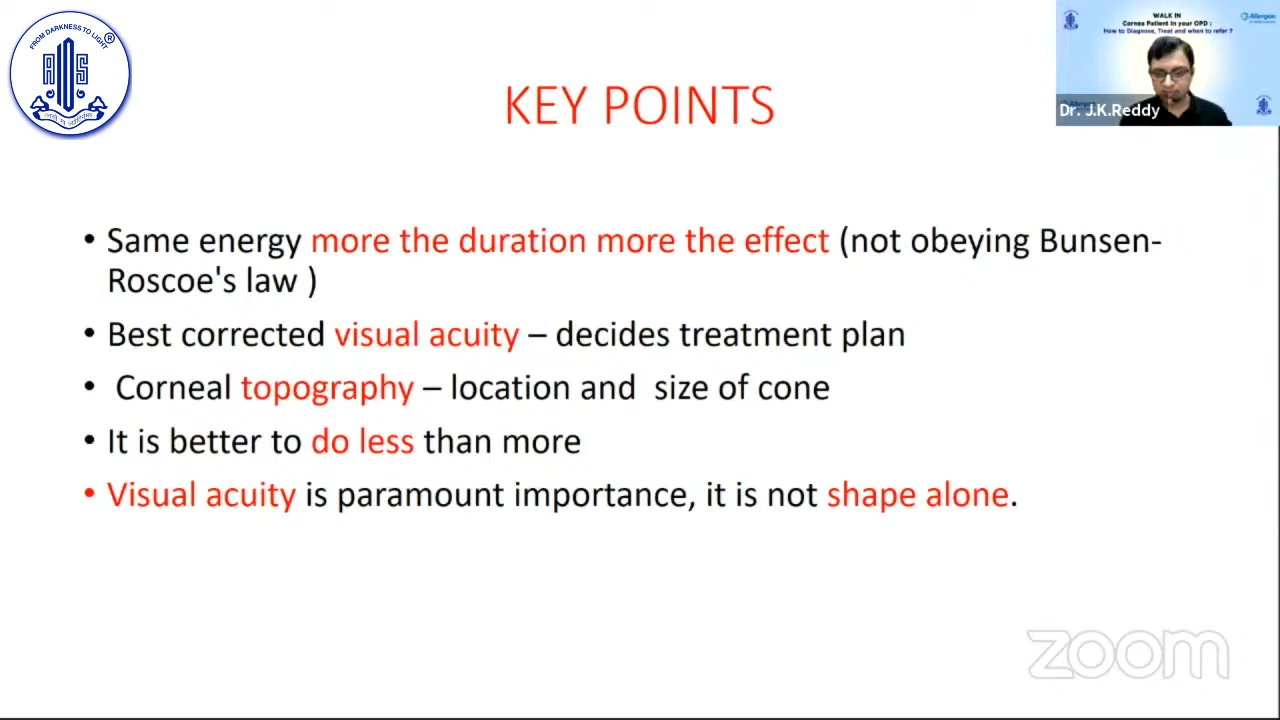 FROM DARKNESS TO LIGHT
®
AIOS
WALK IN
Cornea Patient in your OPD :
How to Diagnose, Treat and when to refer ?
Allergan
Dr. J.K.Reddy
KEY POINTS
• Same energy more the duration more the effect (not obeying Bunsen-
Roscoe's law )
• Best corrected visual acuity – decides treatment plan
• Corneal topography – location and size of cone
• It is better to do less than more
• Visual acuity is paramount importance, it is not shape alone.
zoom